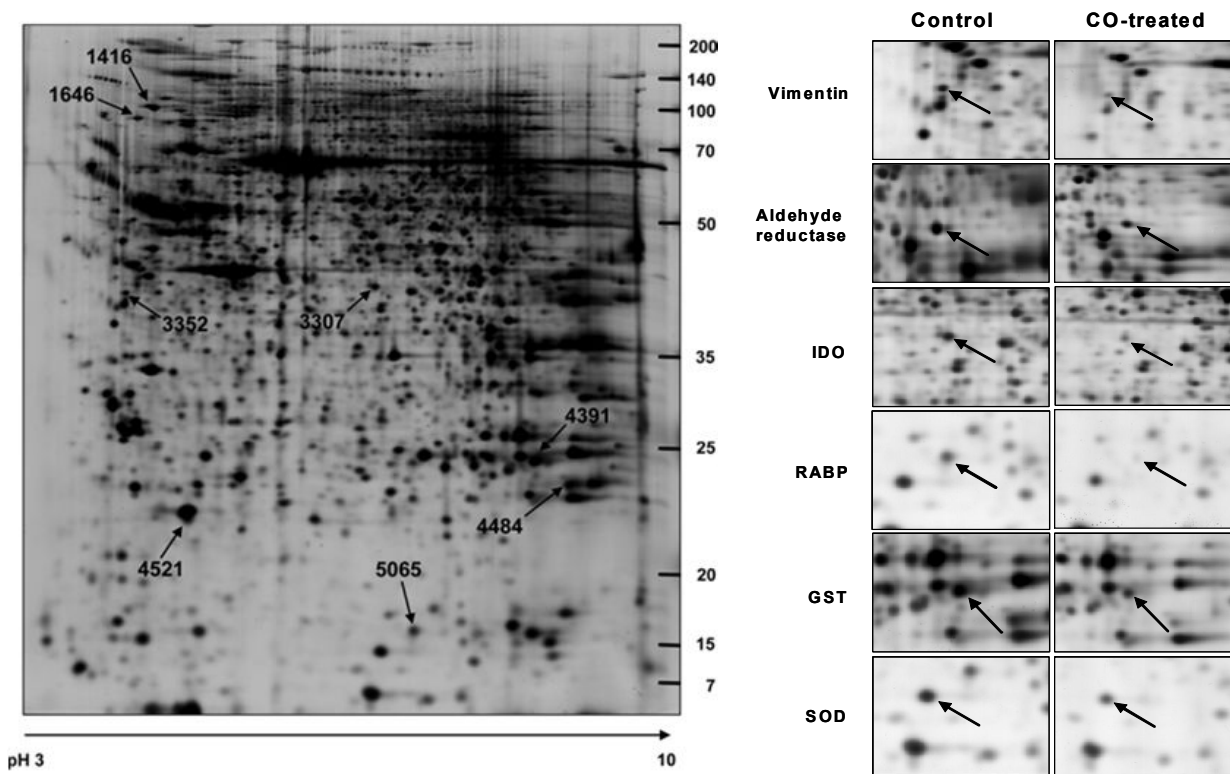 1416
1646
3352
3307
4391
4484
4521
5065
200
140
100
70
50
35
25
20
15
7
pH 3
10
Control
CO-treated
Vimentin
Aldehyde
reductase
IDO
RABP
GST
SOD